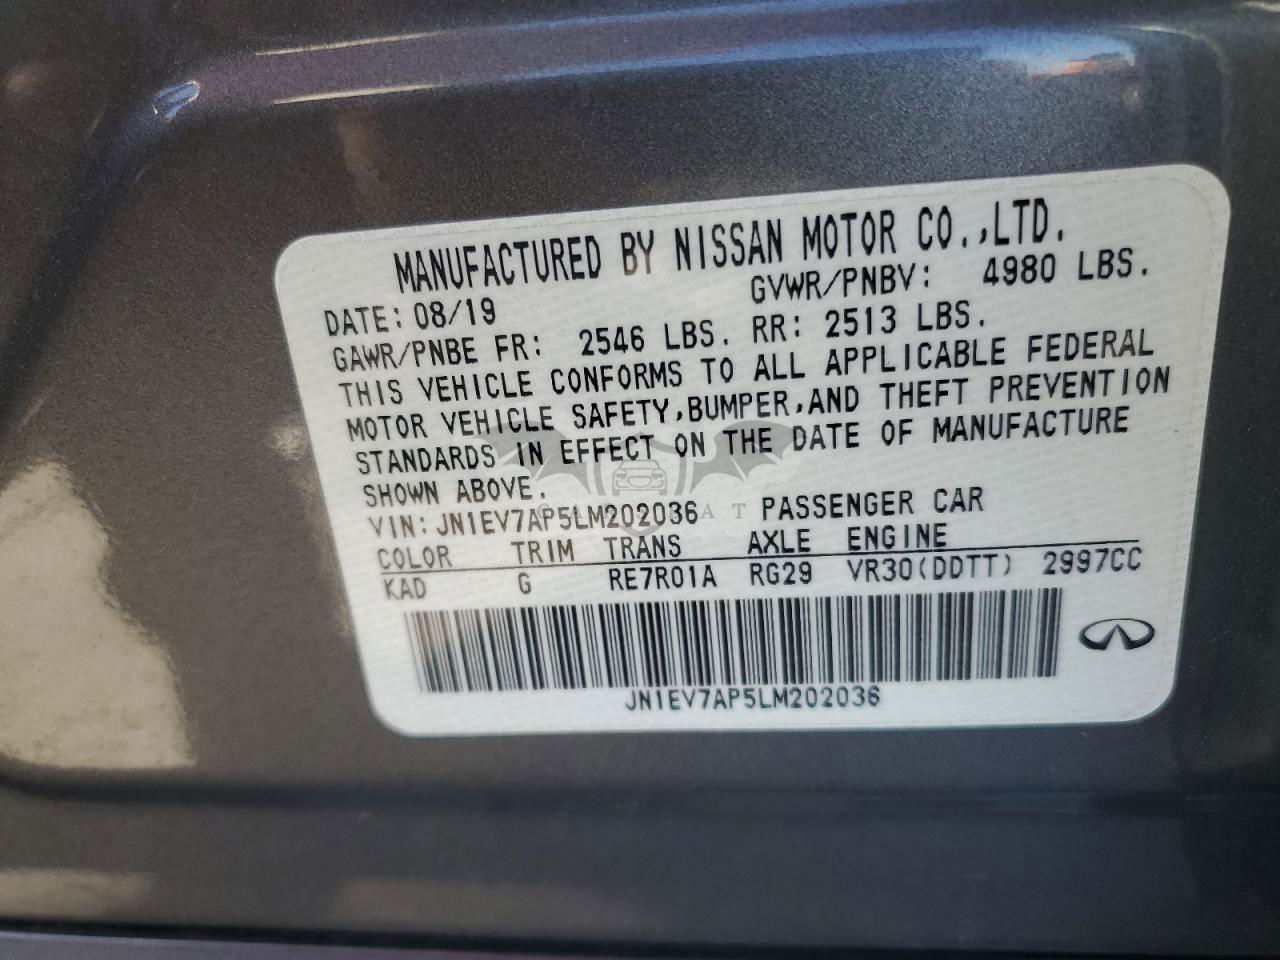 MANUFACTURED BY NISSAN MOTOR CO.,LTD.
DATE: 08/19 GVWR/PNBV: 4980 LBS.
GAWR/PNBE FR: 2546 LBS. RR: 2513 LBS.
THIS VEHICLE CONFORMS TO ALL APPLICABLE FEDERAL
MOTOR VEHICLE SAFETY,BUMPER,AND THEFT PREVENTION
STANDARDS IN EFFECT ON THE DATE OF MANUFACTURE
SHOWN ABOVE.
VIN: JN1EV7AP5LM202036 PASSENGER CAR
COLOR TRIM TRANS AXLE ENGINE
KAD G RE7R01A RG29 VR30(DDTT) 2997CC
JN1EV7AP5LM202036